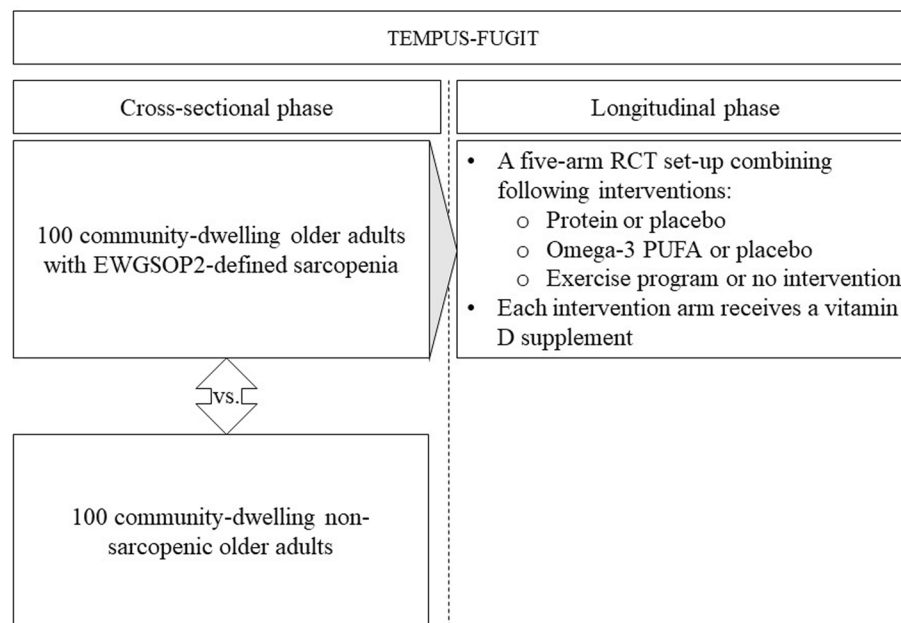 TEMPUS-FUGIT
Cross-sectional phase
Longitudinal phase
100 community-dwelling older adults
with EWGSOP2-defined sarcopenia
• A five-arm RCT set-up combining
following interventions:
o Protein or placebo
o Omega-3 PUFA or placebo
o Exercise program or no intervention
• Each intervention arm receives a vitamin
D supplement
vs.
100 community-dwelling non-
sarcopenic older adults